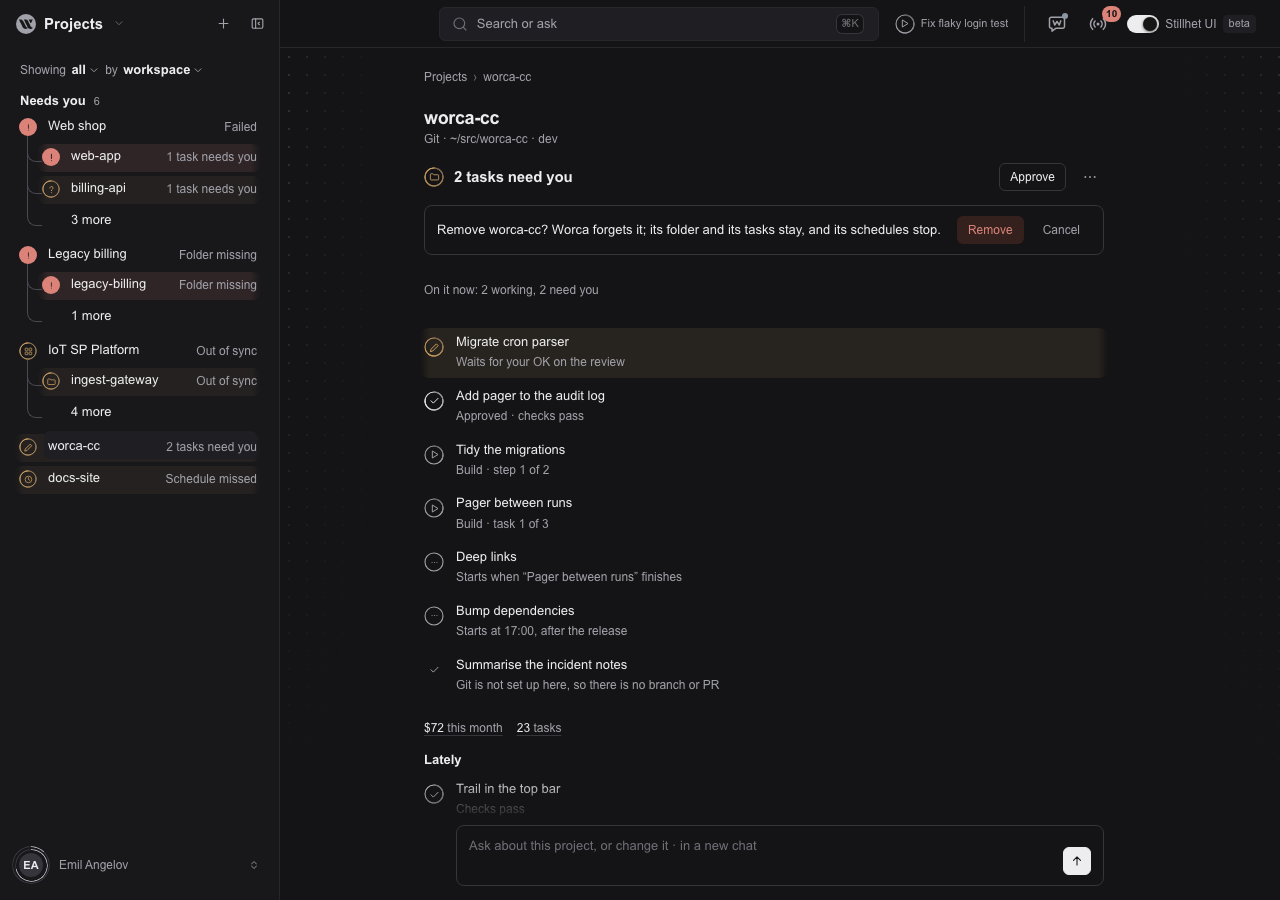 Projects
Search or ask
⌘K
Fix flaky login test
10
Stillhet UI
beta
Showing all by workspace
Needs you 6
Web shop Failed
web-app 1 task needs you
billing-api 1 task needs you
3 more
Legacy billing Folder missing
legacy-billing Folder missing
1 more
IoT SP Platform Out of sync
ingest-gateway Out of sync
4 more
worca-cc 2 tasks need you
docs-site Schedule missed
EA Emil Angelov
Projects › worca-cc
worca-cc
Git · ~/src/worca-cc · dev
2 tasks need you
Approve
Remove worca-cc? Worca forgets it; its folder and its tasks stay, and its schedules stop.
Remove
Cancel
On it now: 2 working, 2 need you
Migrate cron parser
Waits for your OK on the review
Add pager to the audit log
Approved · checks pass
Tidy the migrations
Build · step 1 of 2
Pager between runs
Build · task 1 of 3
Deep links
Starts when “Pager between runs” finishes
Bump dependencies
Starts at 17:00, after the release
Summarise the incident notes
Git is not set up here, so there is no branch or PR
$72 this month 23 tasks
Lately
Trail in the top bar
Checks pass
Ask about this project, or change it · in a new chat